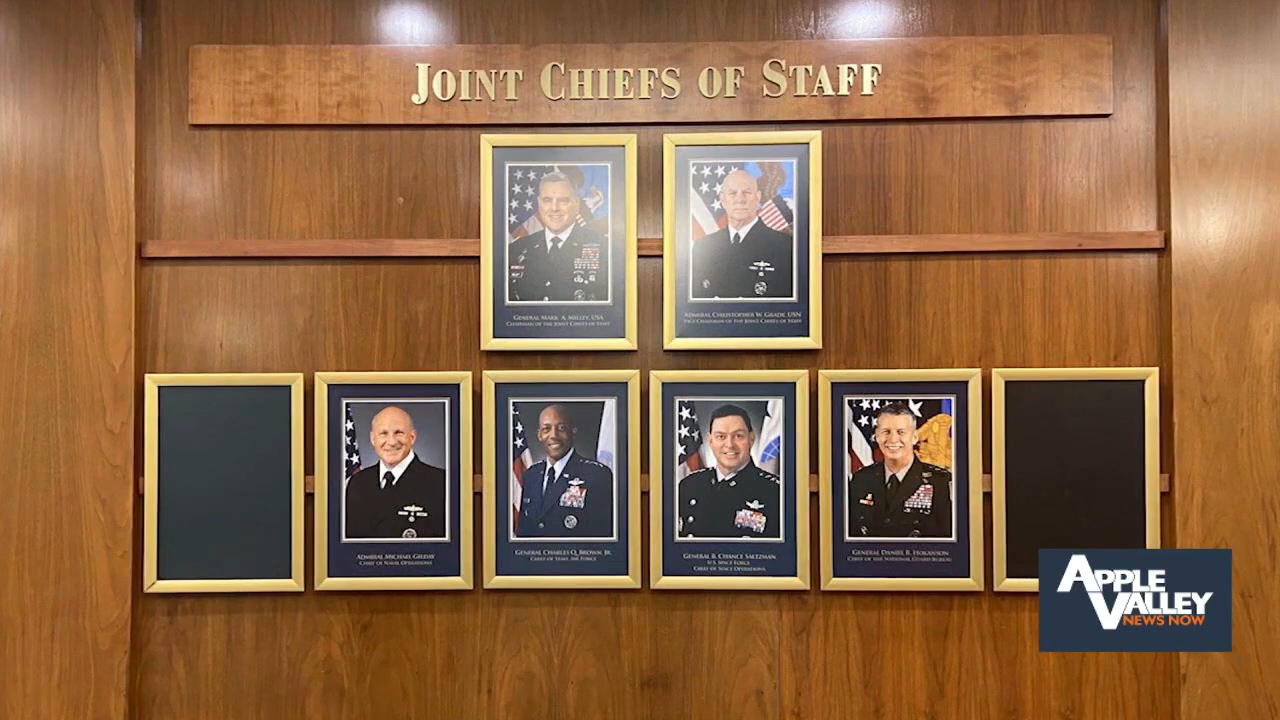 JOINT CHIEFS OF STAFF
GENERAL MARK A. MILLEY, USA
CHAIRMAN OF THE JOINT CHIEFS OF STAFF
ADMIRAL CHRISTOPHER W. GRADY, USN
VICE CHAIRMAN OF THE JOINT CHIEFS OF STAFF
ADMIRAL MICHAEL GILDAY
CHIEF OF NAVAL OPERATIONS
GENERAL CHARLES Q. BROWN, JR.
CHIEF OF STAFF AIR FORCE
GENERAL B. CHANCE SALTZMAN
U.S. SPACE FORCE
CHIEF OF SPACE OPERATIONS
GENERAL DANIEL R. HOKANSON
CHIEF OF THE NATIONAL GUARD BUREAU
APPLE
VALLEY
NEWS NOW